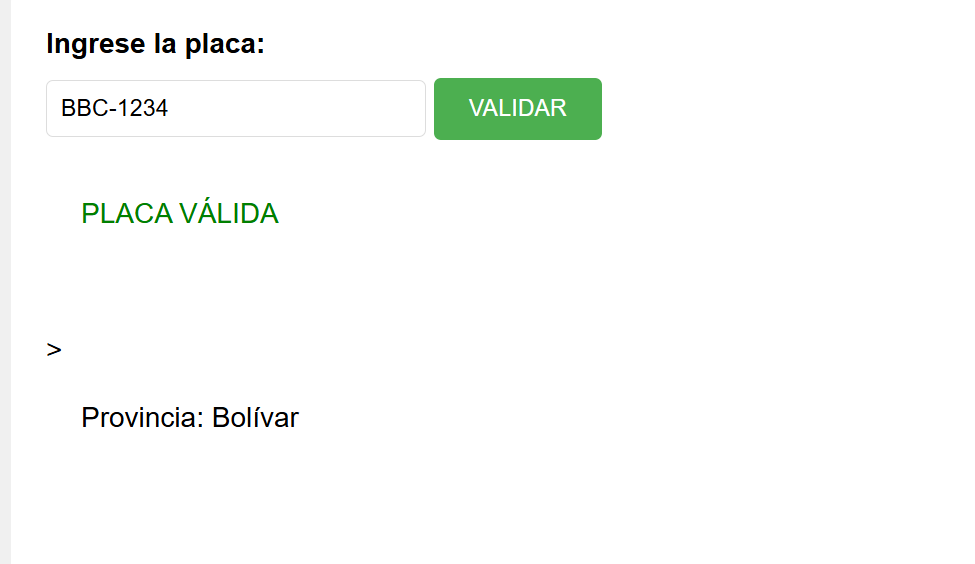 Ingrese la placa:
BBC-1234 VALIDAR
PLACA VÁLIDA
>
Provincia: Bolívar